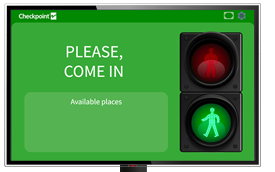 Checkpoint
PLEASE,
COME IN
Available places